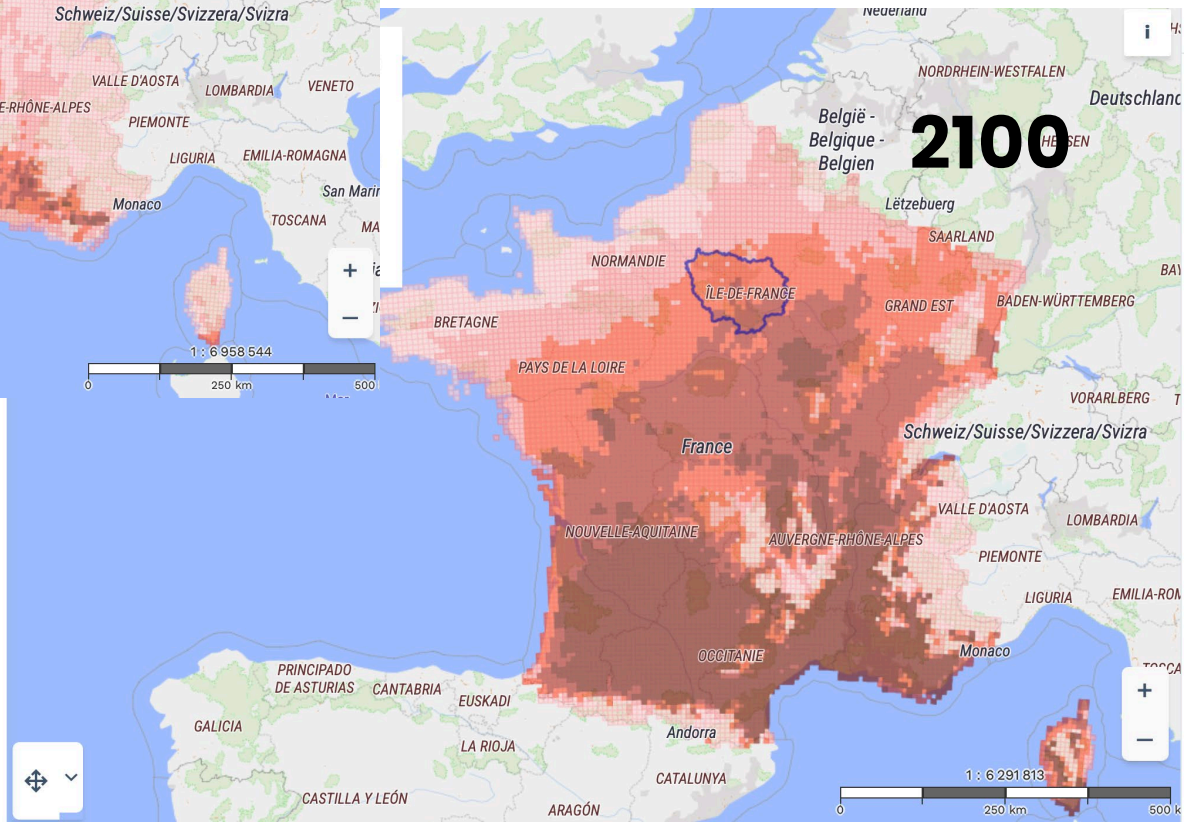 Schweiz/Suisse/Svizzera/Svizra
VALLE D'AOSTA
LOMBARDIA
VENETO
E-RHÔNE-ALPES
PIEMONTE
LIGURIA
EMILIA-ROMAGNA
San Marin
Monaco
TOSCANA
MA
+
−
1 : 6 958 544
0
250 km
500
Nederland
i
NORDRHEIN-WESTFALEN
Deutschland
België -
Belgique -
Belgien
2100
HESSEN
Lëtzebuerg
SAARLAND
NORMANDIE
ÎLE-DE-FRANCE
GRAND EST
BADEN-WÜRTTEMBERG
BAY
BRETAGNE
PAYS DE LA LOIRE
VORARLBERG
T
France
Schweiz/Suisse/Svizzera/Svizra
VALLE D'AOSTA
LOMBARDIA
NOUVELLE-AQUITAINE
AUVERGNE-RHÔNE-ALPES
PIEMONTE
LIGURIA
EMILIA-ROM
OCCITANIE
Monaco
TOSCA
PRINCIPADO
DE ASTURIAS
CANTABRIA
EUSKADI
GALICIA
LA RIOJA
Andorra
CATALUNYA
CASTILLA Y LEÓN
ARAGÓN
+
−
1 : 6 291 813
0
250 km
500 k